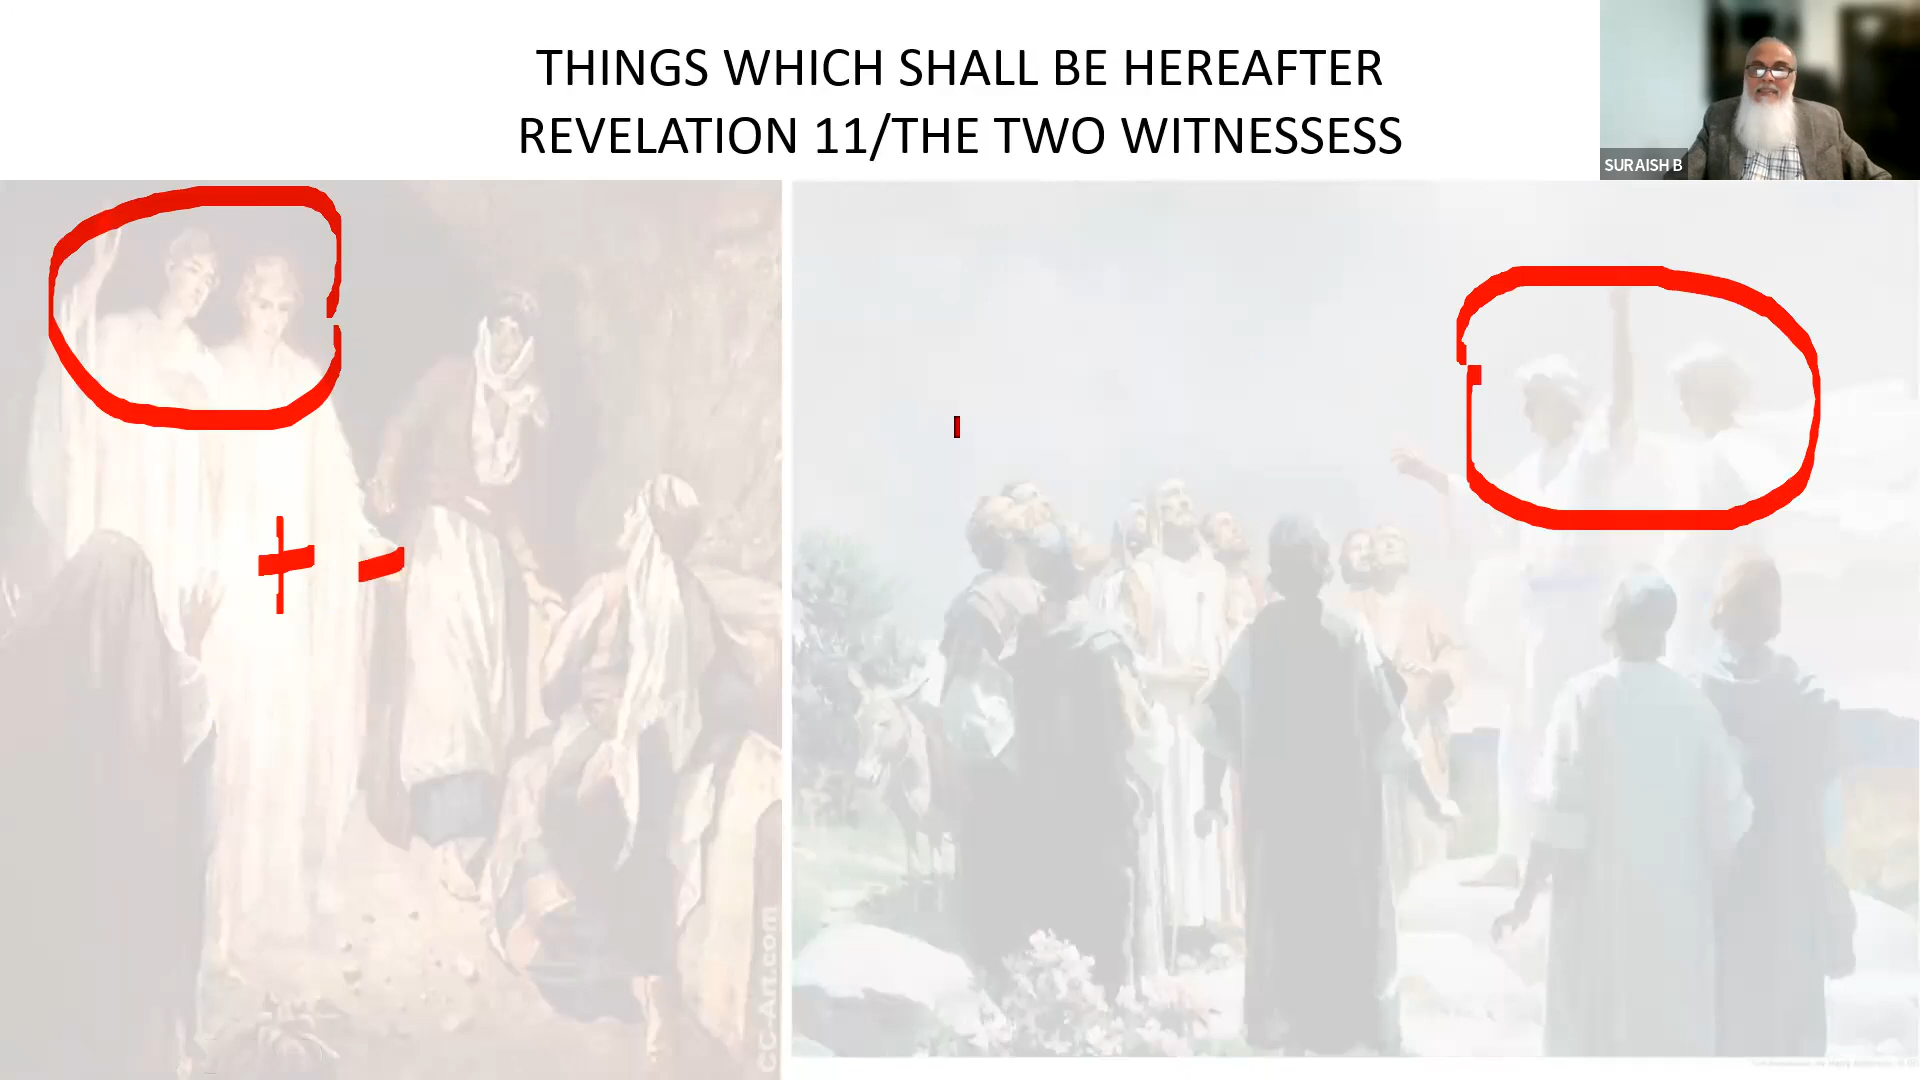 THINGS WHICH SHALL BE HEREAFTER
REVELATION 11/THE TWO WITNESSESS
SURAISH B
CC-Art.com